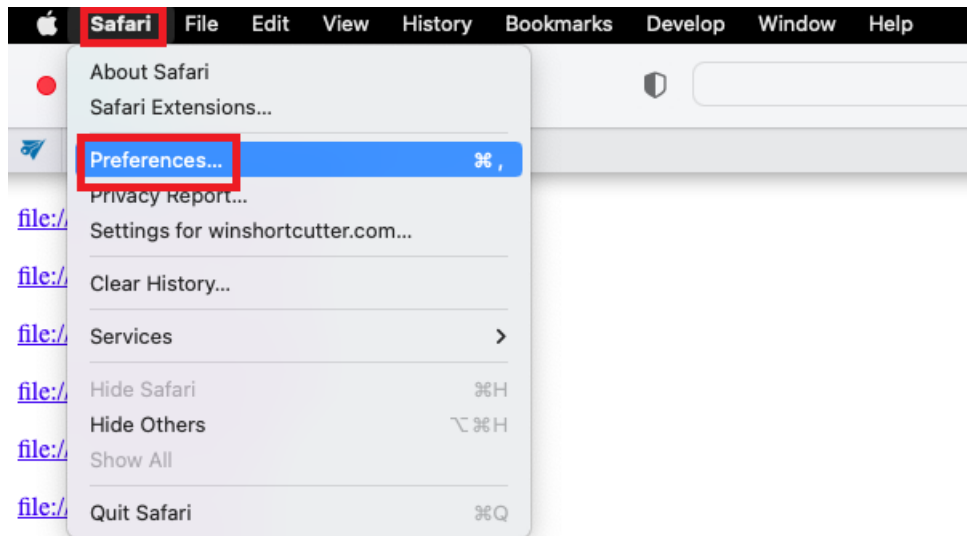 Safari File Edit View History Bookmarks Develop Window Help
About Safari
Safari Extensions...
Preferences... ⌘ ,
Privacy Report...
file://
Settings for winshortcutter.com...
file://
Clear History...
file://
Services
file://
Hide Safari ⌘H
Hide Others ⌥⌘H
file://
Show All
file://
Quit Safari ⌘Q